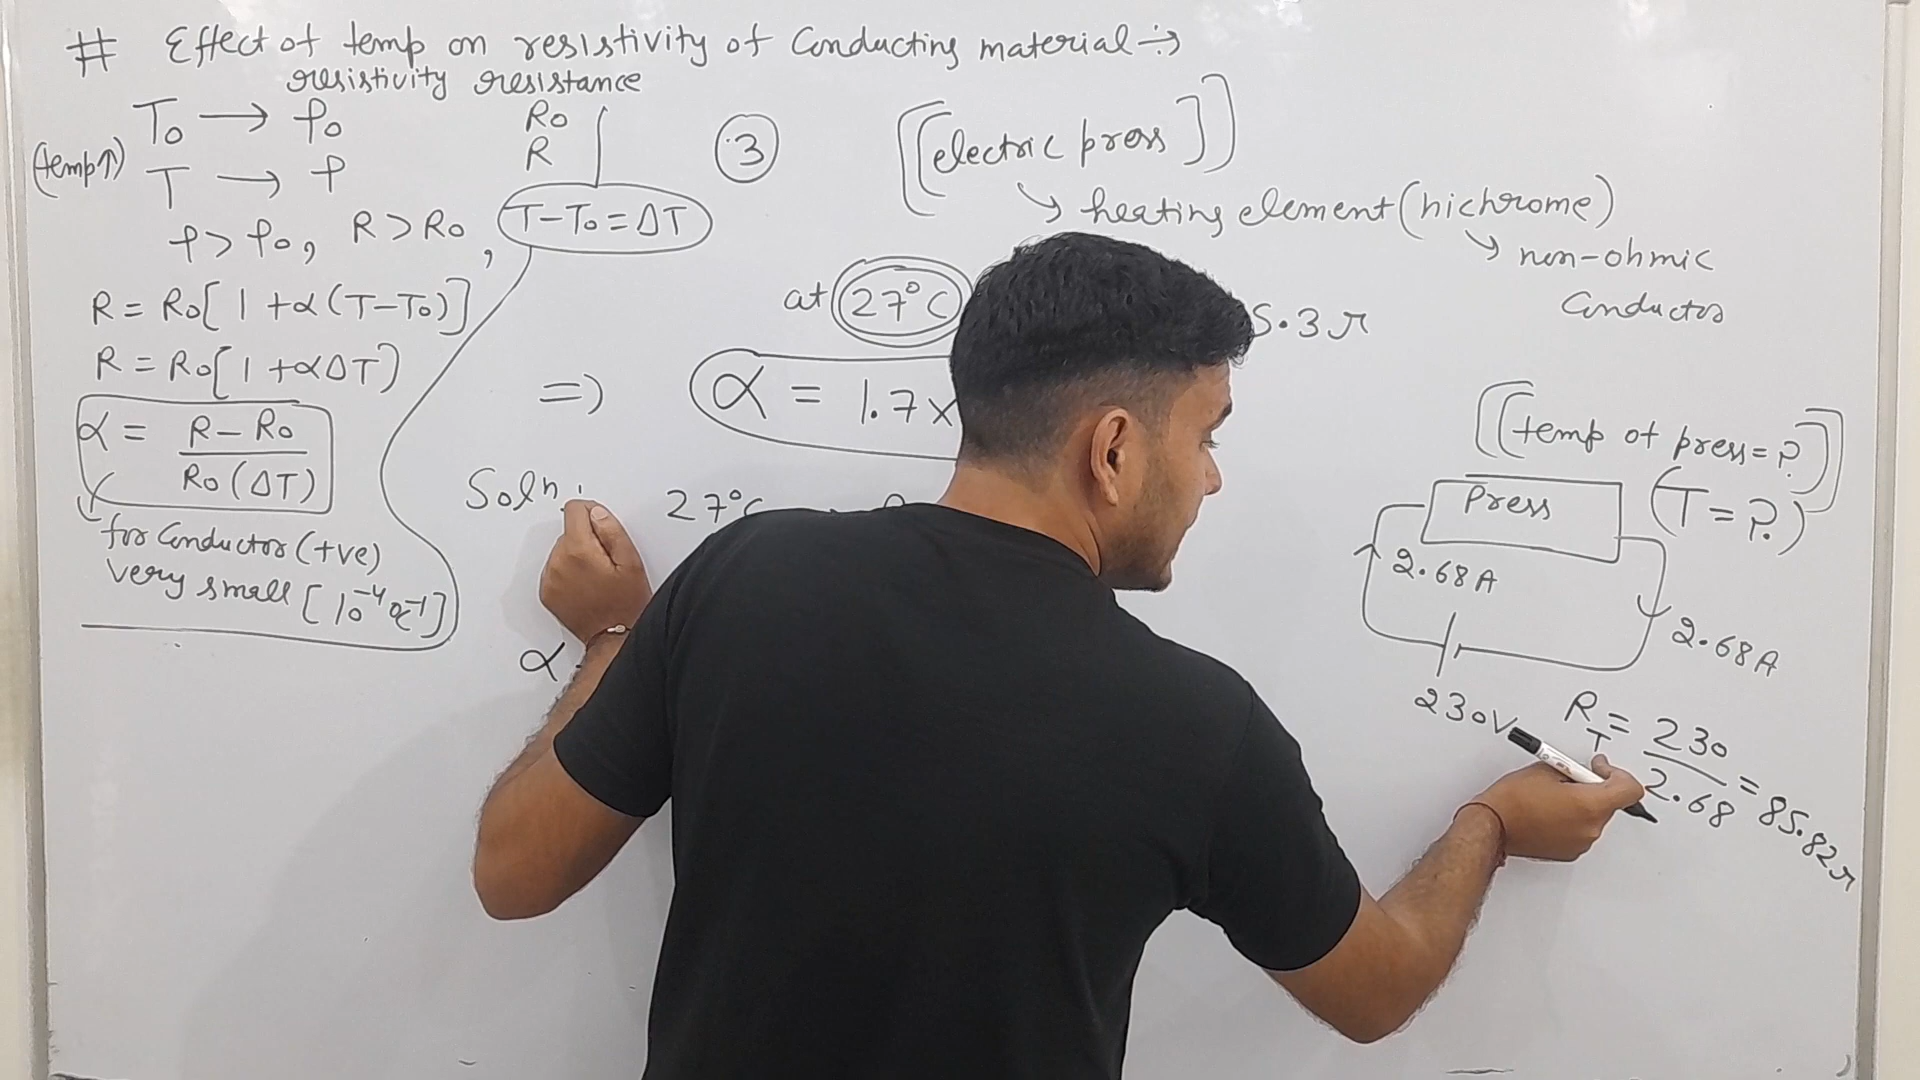 # Effect of temp on resistivity of Conducting material :→
resistivity resistance
T₀ → ρ₀ R₀
(temp↑) T → ρ R
ρ > ρ₀, R > R₀, T-T₀ = ΔT
R = R₀[1+α(T-T₀)]
R = R₀[1+αΔT)
α = R-R₀ / R₀(ΔT)
for Conductor (+ve)
very small [10⁻⁴ °C⁻¹]
③ [[electric press]]
↘ heating element (nichrome)
↘ non-ohmic
Conductor
at 27°C 5.3Ω
⇒ α = 1.7×
Solⁿ: 27°C
α
[[temp of press = ?
(T = ?)]]
Press
2.68A
2.68A
230V
R_T = 230 / 2.68 = 85.82Ω